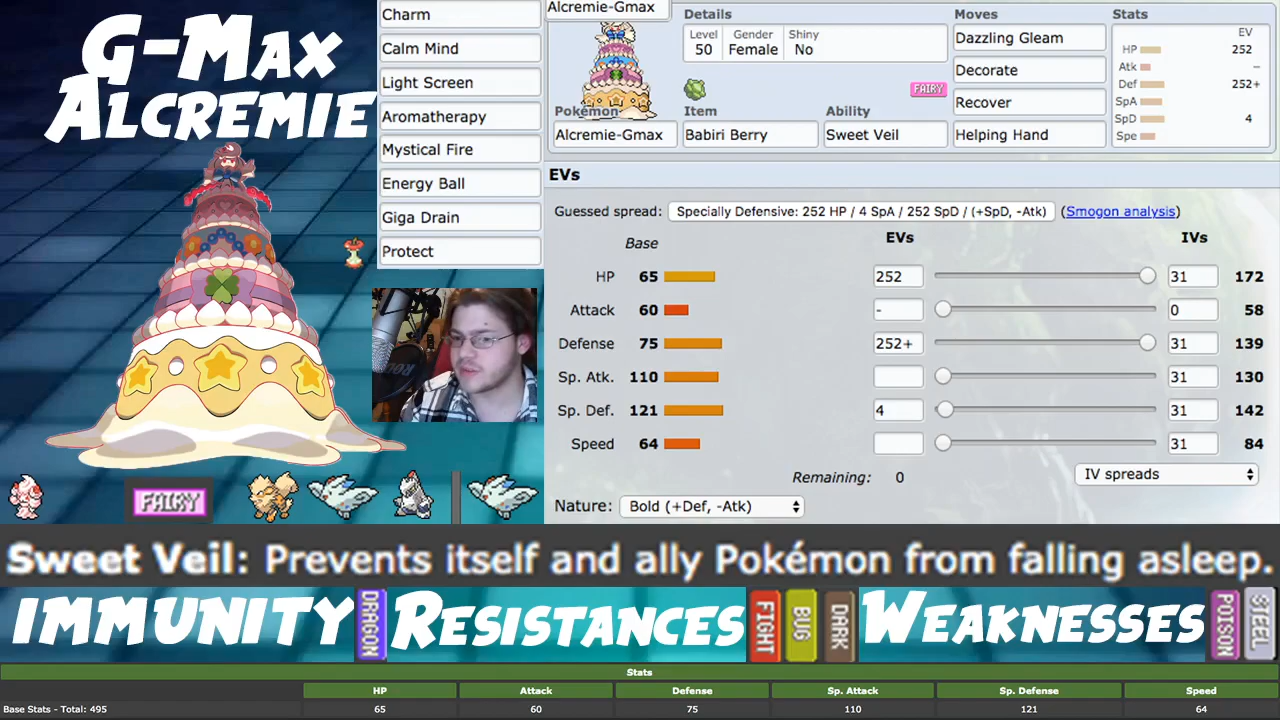 G-Max
Alcremie
Charm
Calm Mind
Light Screen
Aromatherapy
Mystical Fire
Energy Ball
Giga Drain
Protect
Alcremie-Gmax
Details
Level Gender Shiny
50 Female No
FAIRY
Pokémon Item Ability
Alcremie-Gmax Babiri Berry Sweet Veil
Moves
Dazzling Gleam
Decorate
Recover
Helping Hand
Stats
EV
HP 252
Atk –
Def 252+
SpA
SpD 4
Spe
EVs
Guessed spread: Specially Defensive: 252 HP / 4 SpA / 252 SpD / (+SpD, -Atk) (Smogon analysis)
Base EVs IVs
HP 65 252 31 172
Attack 60 - 0 58
Defense 75 252+ 31 139
Sp. Atk. 110 31 130
Sp. Def. 121 4 31 142
Speed 64 31 84
Remaining: 0 IV spreads
Nature: Bold (+Def, -Atk)
FAIRY
Sweet Veil: Prevents itself and ally Pokémon from falling asleep.
IMMUNITY DRAGON Resistances FIGHT BUG DARK Weaknesses POISON STEEL
Stats
HP Attack Defense Sp. Attack Sp. Defense Speed
Base Stats - Total: 495 65 60 75 110 121 64